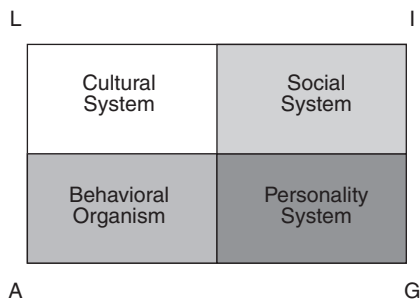 L I
Cultural System Social System
Behavioral Organism Personality System
A G